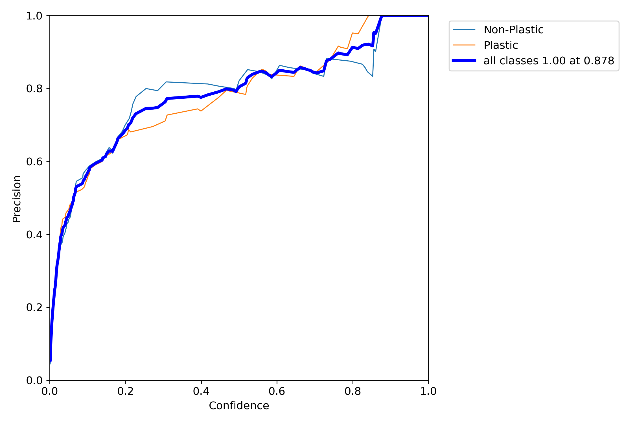 1.0
0.8
0.6
0.4
0.2
0.0
Precision
0.0 0.2 0.4 0.6 0.8 1.0
Confidence
Non-Plastic
Plastic
all classes 1.00 at 0.878